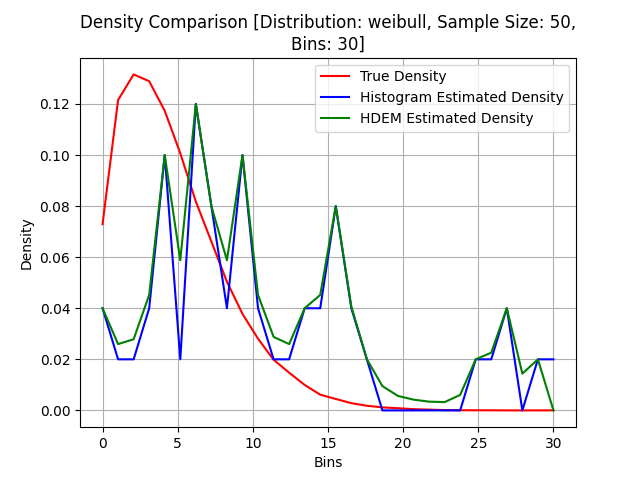 Density Comparison [Distribution: weibull, Sample Size: 50,
Bins: 30]
True Density
Histogram Estimated Density
HDEM Estimated Density
Density
0.12
0.10
0.08
0.06
0.04
0.02
0.00
0 5 10 15 20 25 30
Bins